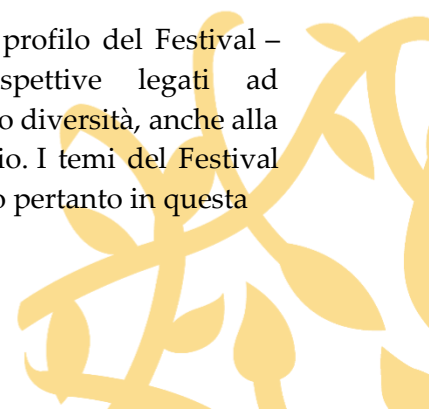 profilo del Festival –
spettive legati ad
o diversità, anche alla
io. I temi del Festival
o pertanto in questa